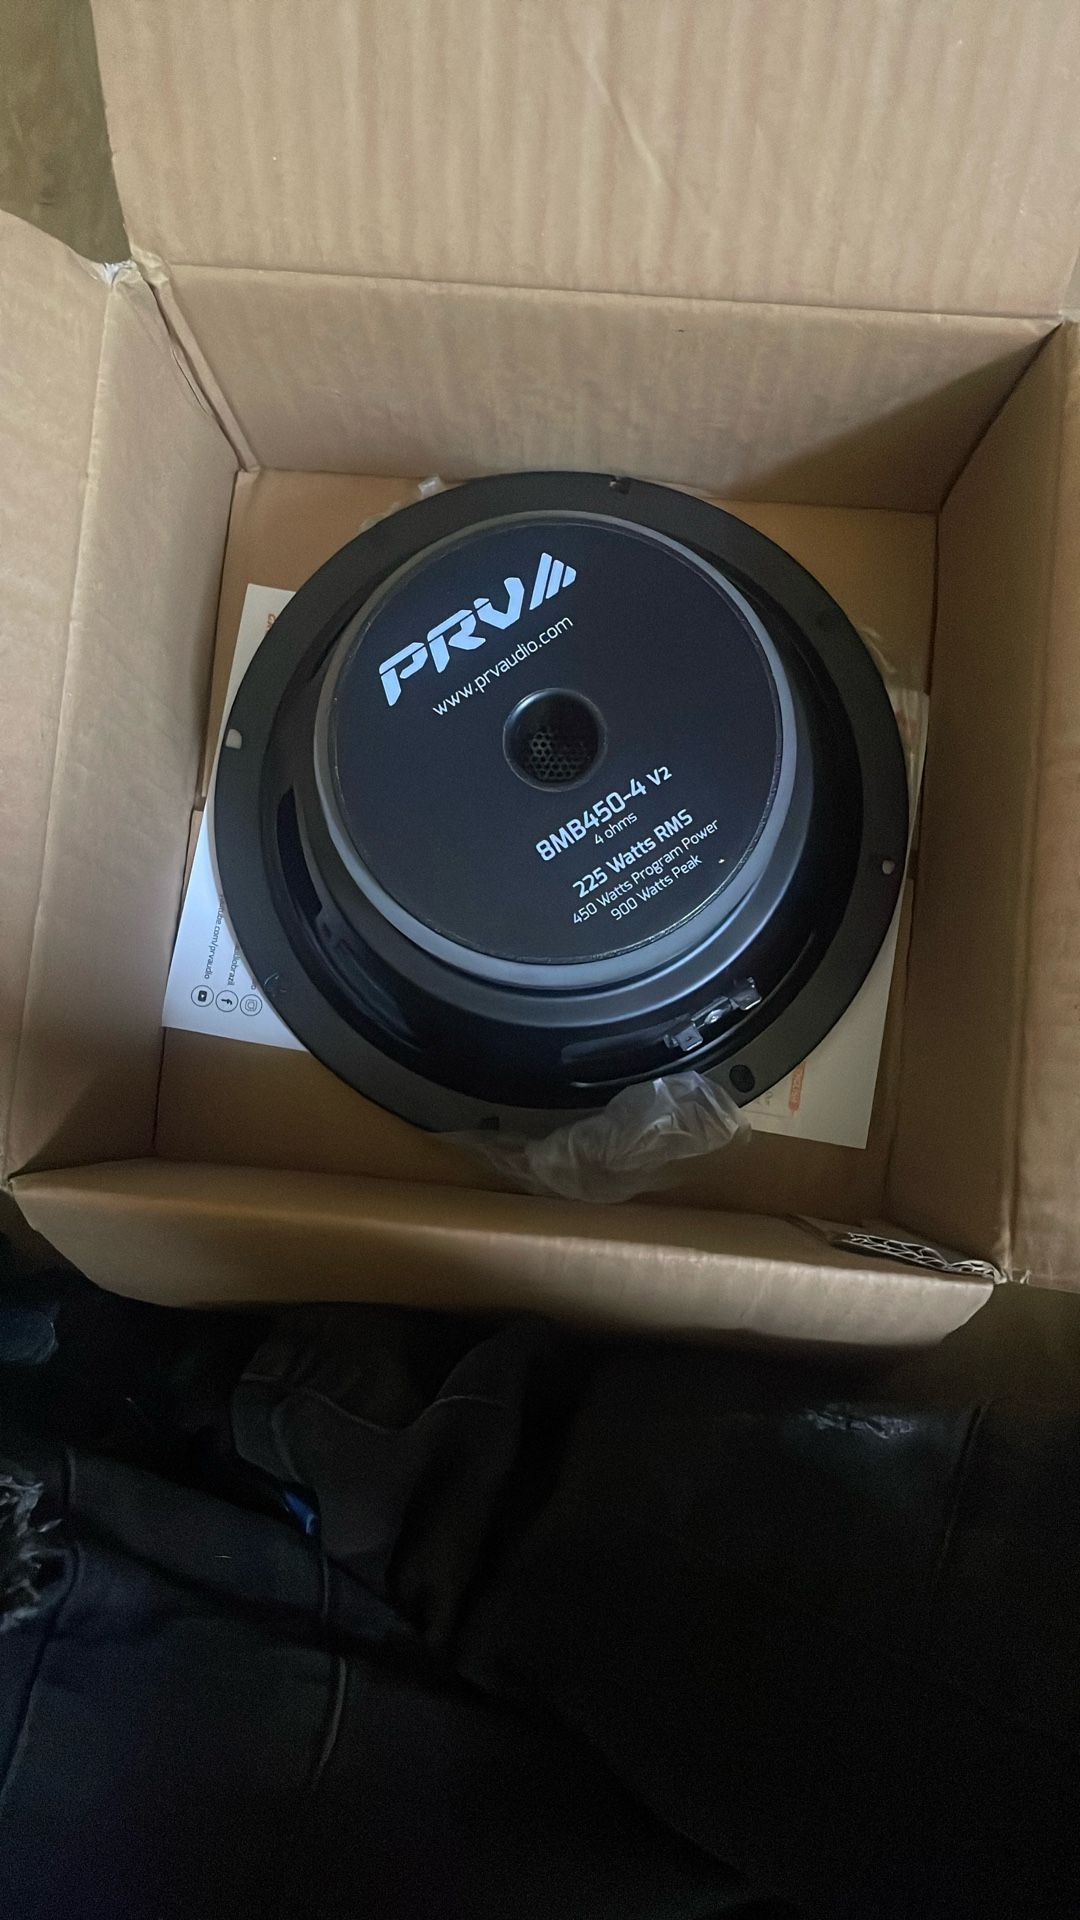 PRV
www.prvaudio.com
8MB450-4 V2
4 ohms
225 Watts RMS
450 Watts Program Power
900 Watts Peak